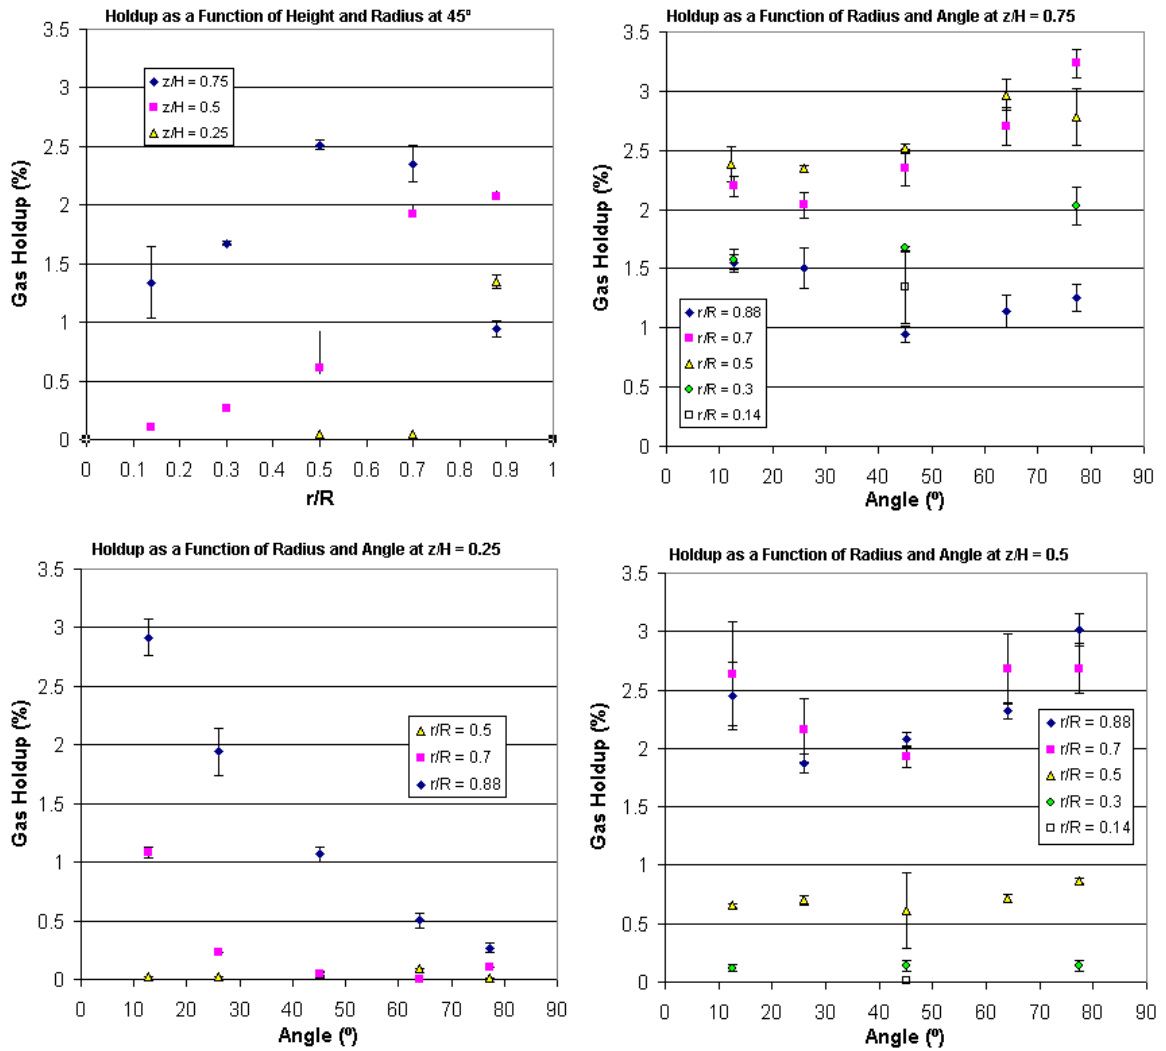 Holdup as a Function of Height and Radius at 45º
3.5
3
2.5
2
1.5
1
0.5
0
Gas Holdup (%)
z/H = 0.75
z/H = 0.5
z/H = 0.25
0 0.1 0.2 0.3 0.4 0.5 0.6 0.7 0.8 0.9 1
r/R
Holdup as a Function of Radius and Angle at z/H = 0.75
3.5
3
2.5
2
1.5
1
0.5
0
Gas Holdup (%)
r/R = 0.88
r/R = 0.7
r/R = 0.5
r/R = 0.3
r/R = 0.14
0 10 20 30 40 50 60 70 80 90
Angle (º)
Holdup as a Function of Radius and Angle at z/H = 0.25
3.5
3
2.5
2
1.5
1
0.5
0
Gas Holdup (%)
r/R = 0.5
r/R = 0.7
r/R = 0.88
0 10 20 30 40 50 60 70 80 90
Angle (º)
Holdup as a Function of Radius and Angle at z/H = 0.5
3.5
3
2.5
2
1.5
1
0.5
0
Gas Holdup (%)
r/R = 0.88
r/R = 0.7
r/R = 0.5
r/R = 0.3
r/R = 0.14
0 10 20 30 40 50 60 70 80 90
Angle (º)